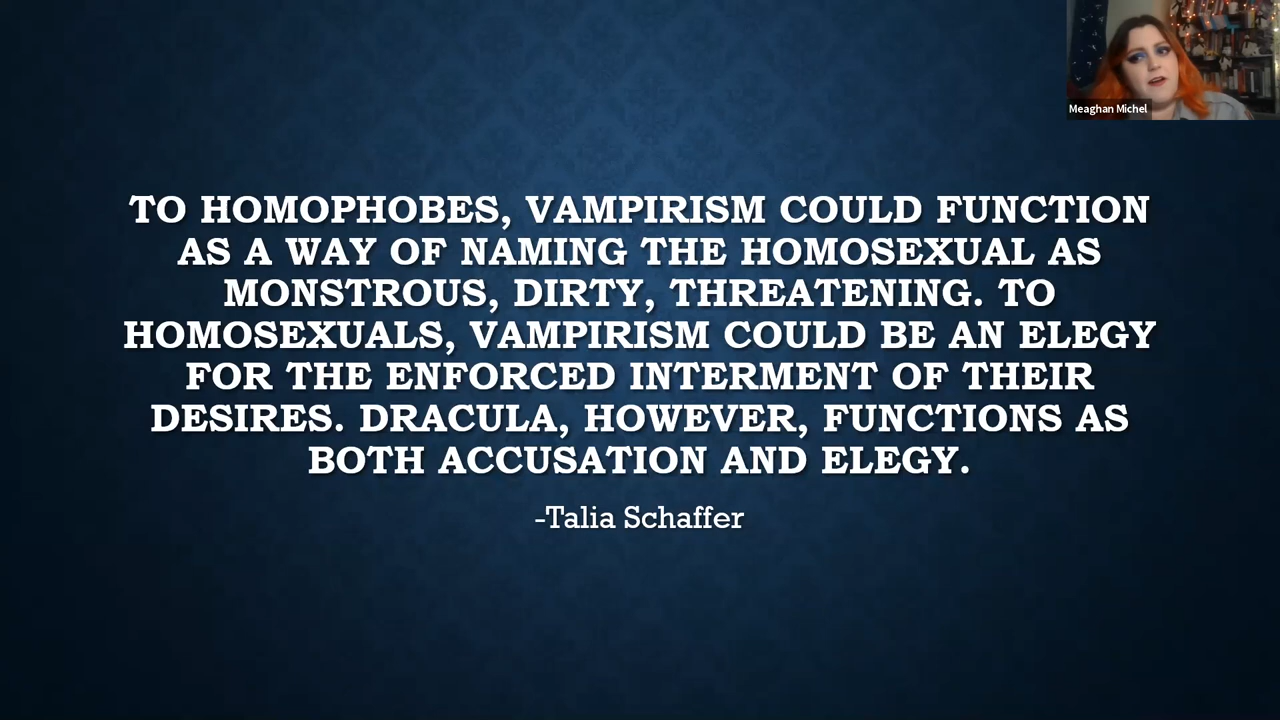 Meaghan Michel
TO HOMOPHOBES, VAMPIRISM COULD FUNCTION
AS A WAY OF NAMING THE HOMOSEXUAL AS
MONSTROUS, DIRTY, THREATENING. TO
HOMOSEXUALS, VAMPIRISM COULD BE AN ELEGY
FOR THE ENFORCED INTERMENT OF THEIR
DESIRES. DRACULA, HOWEVER, FUNCTIONS AS
BOTH ACCUSATION AND ELEGY.
-Talia Schaffer